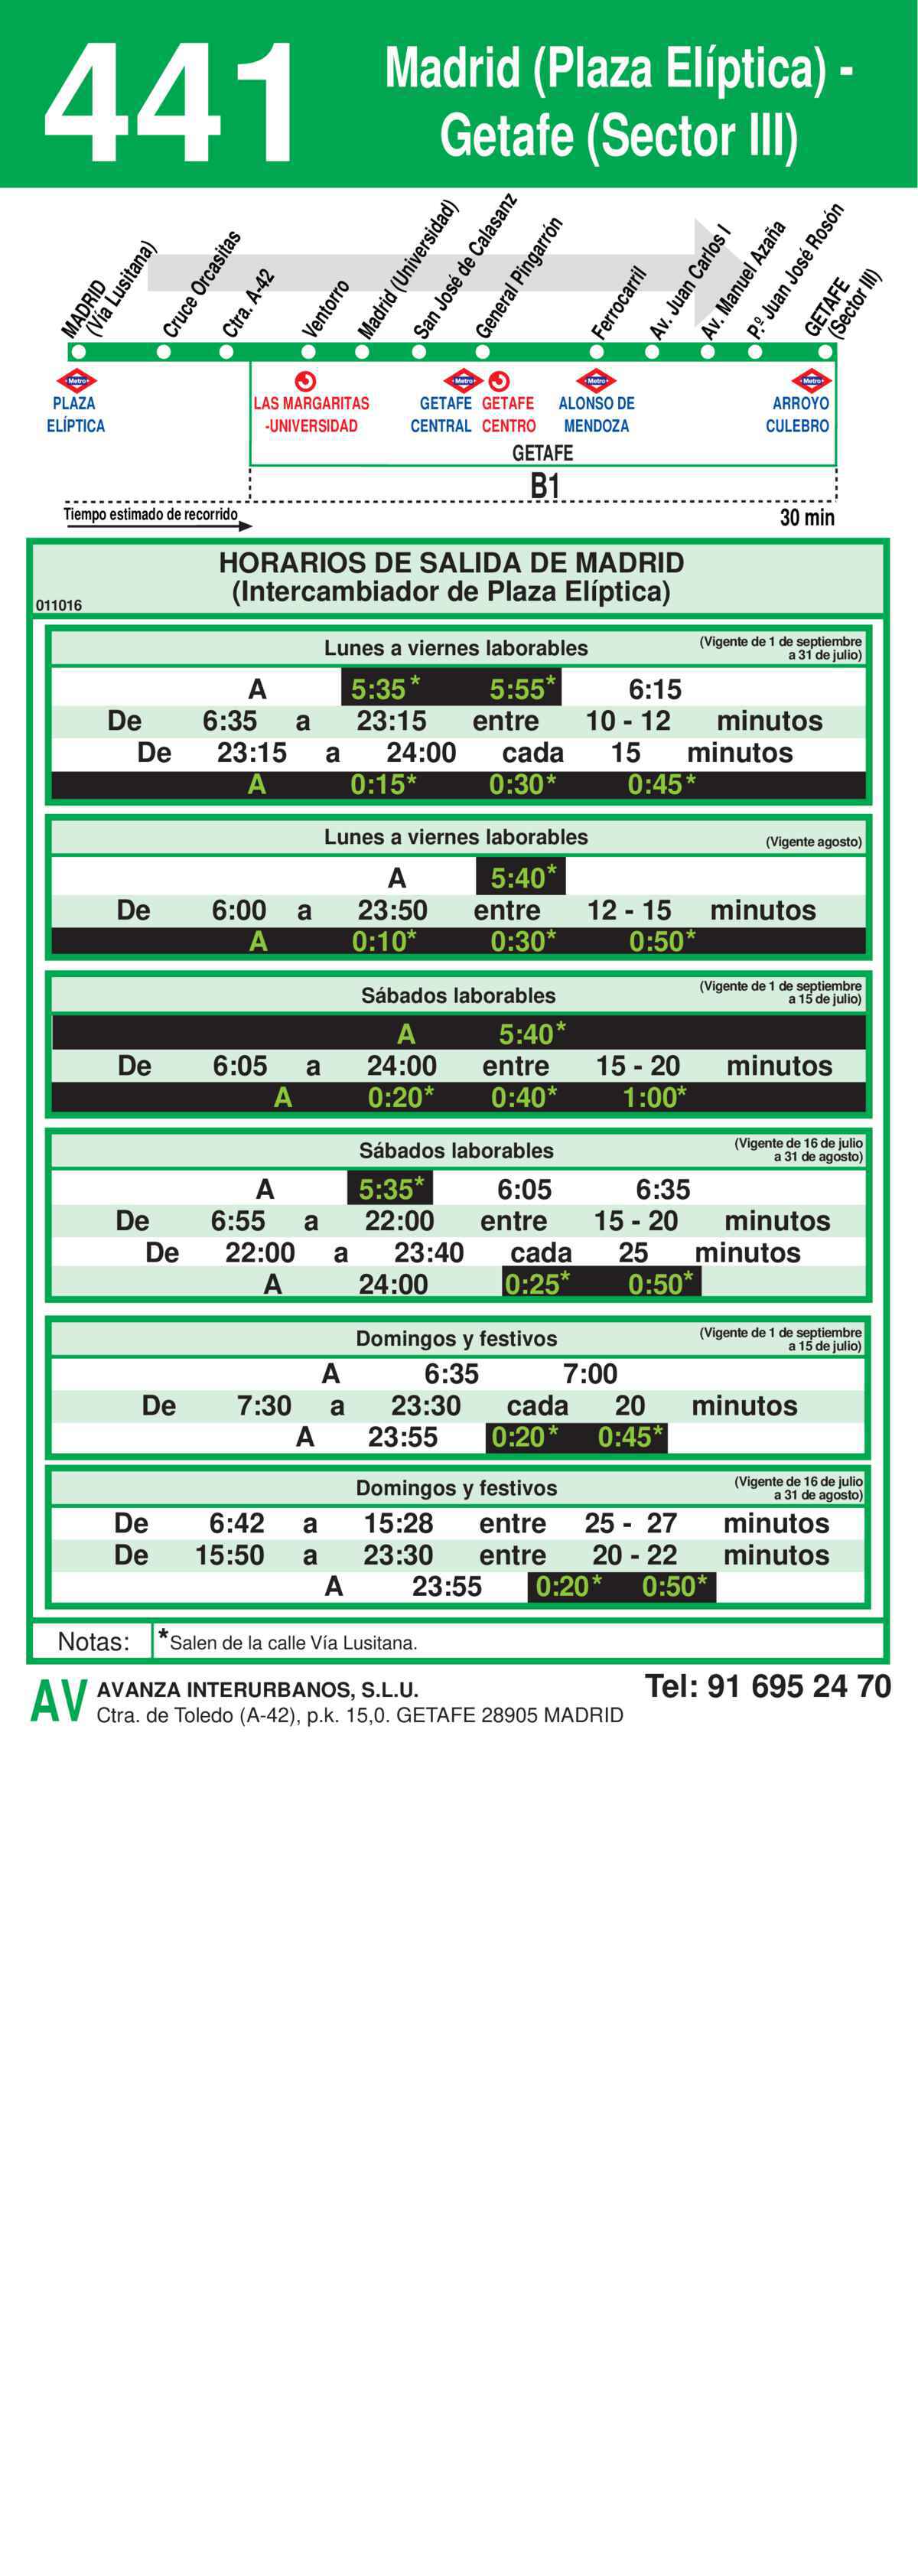 441
Madrid (Plaza Elíptica) -
Getafe (Sector III)
MADRID
(Vía Lusitana)
Cruce Orcasitas
Ctra. A-42
Ventorro
Madrid (Universidad)
San José de Calasanz
General Pingarrón
Ferrocarril
Av. Juan Carlos I
Av. Manuel Azaña
P.º Juan José Rosón
GETAFE
(Sector III)
Metro
Metro
Metro
Metro
PLAZA
ELÍPTICA
LAS MARGARITAS
-UNIVERSIDAD
GETAFE
CENTRAL
GETAFE
CENTRO
ALONSO DE
MENDOZA
ARROYO
CULEBRO
GETAFE
B1
Tiempo estimado de recorrido
30 min
HORARIOS DE SALIDA DE MADRID
(Intercambiador de Plaza Elíptica)
011016
Lunes a viernes laborables (Vigente de 1 de septiembre
a 31 de julio)
A 5:35* 5:55* 6:15
De 6:35 a 23:15 entre 10 - 12 minutos
De 23:15 a 24:00 cada 15 minutos
A 0:15* 0:30* 0:45*
Lunes a viernes laborables (Vigente agosto)
A 5:40*
De 6:00 a 23:50 entre 12 - 15 minutos
A 0:10* 0:30* 0:50*
Sábados laborables (Vigente de 1 de septiembre
a 15 de julio)
A 5:40*
De 6:05 a 24:00 entre 15 - 20 minutos
A 0:20* 0:40* 1:00*
Sábados laborables (Vigente de 16 de julio
a 31 de agosto)
A 5:35* 6:05 6:35
De 6:55 a 22:00 entre 15 - 20 minutos
De 22:00 a 23:40 cada 25 minutos
A 24:00 0:25* 0:50*
Domingos y festivos (Vigente de 1 de septiembre
a 15 de julio)
A 6:35 7:00
De 7:30 a 23:30 cada 20 minutos
A 23:55 0:20* 0:45*
Domingos y festivos (Vigente de 16 de julio
a 31 de agosto)
De 6:42 a 15:28 entre 25 - 27 minutos
De 15:50 a 23:30 entre 20 - 22 minutos
A 23:55 0:20* 0:50*
Notas: *Salen de la calle Vía Lusitana.
AV AVANZA INTERURBANOS, S.L.U. Tel: 91 695 24 70
Ctra. de Toledo (A-42), p.k. 15,0. GETAFE 28905 MADRID